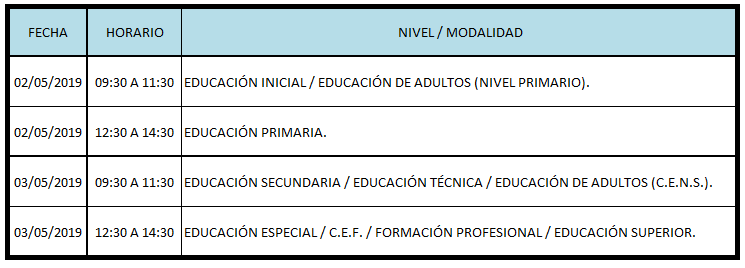 FECHA HORARIO NIVEL / MODALIDAD
02/05/2019 09:30 A 11:30 EDUCACIÓN INICIAL / EDUCACIÓN DE ADULTOS (NIVEL PRIMARIO).
02/05/2019 12:30 A 14:30 EDUCACIÓN PRIMARIA.
03/05/2019 09:30 A 11:30 EDUCACIÓN SECUNDARIA / EDUCACIÓN TÉCNICA / EDUCACIÓN DE ADULTOS (C.E.N.S.).
03/05/2019 12:30 A 14:30 EDUCACIÓN ESPECIAL / C.E.F. / FORMACIÓN PROFESIONAL / EDUCACIÓN SUPERIOR.